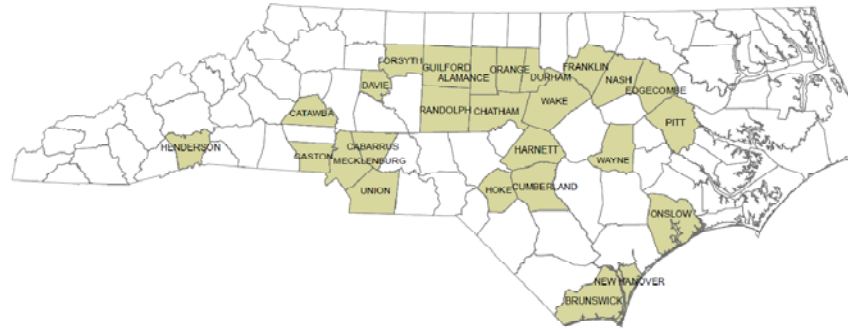 FORSYTH
GUILFORD
ALAMANCE
ORANGE
DURHAM
FRANKLIN
NASH
EDGECOMBE
DAVIE
RANDOLPH
CHATHAM
WAKE
CATAWBA
PITT
HENDERSON
GASTON
CABARRUS
MECKLENBURG
HARNETT
WAYNE
UNION
HOKE
CUMBERLAND
ONSLOW
NEW HANOVER
BRUNSWICK